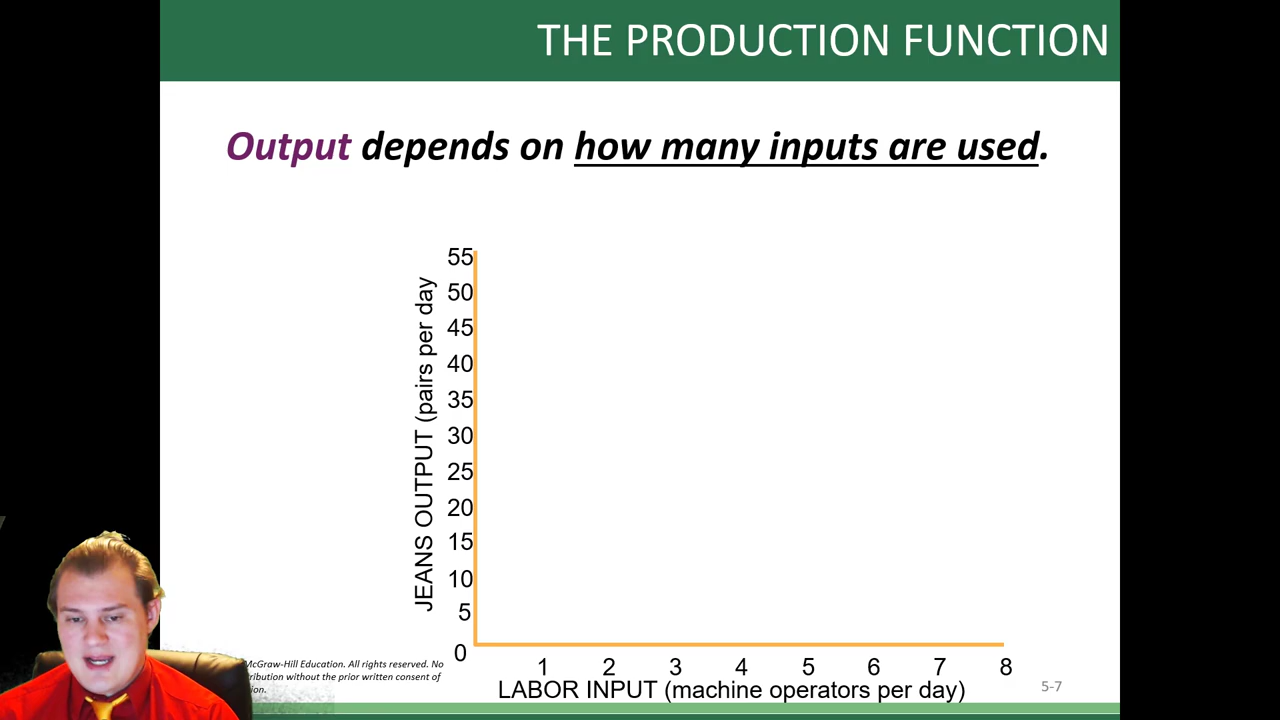 THE PRODUCTION FUNCTION
Output depends on how many inputs are used.
JEANS OUTPUT (pairs per day
55
50
45
40
35
30
25
20
15
10
5
0
1 2 3 4 5 6 7 8
LABOR INPUT (machine operators per day)
McGraw-Hill Education. All rights reserved. No
without the prior written consent of
5-7